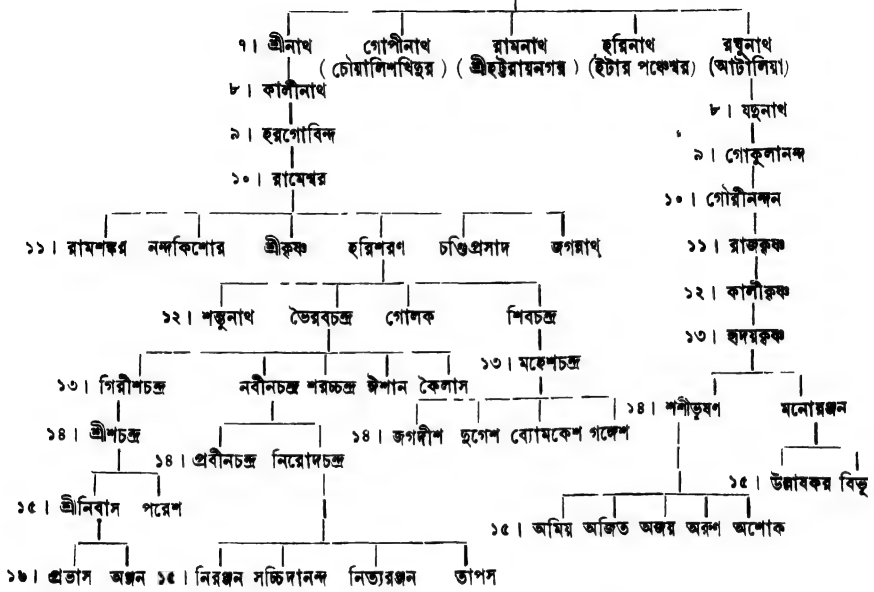 ৭। শ্রীনাথ গোপীনাথ রামনাথ হরিনাথ রঘুনাথ
( চোয়ালিশখিত্তুর ) ( শ্রীহট্টরায়নগর ) (ইটার পঞ্চেশ্বর) (আটালিয়া)
৮। কালীনাথ
৮। যদুনাথ
৯। হরগোবিন্দ
৯। গোকুলানন্দ
১০। রামেশ্বর
১০। গৌরীনন্দন
১১। রামশঙ্কর নন্দকিশোর শ্রীকৃষ্ণ হরিশরণ চণ্ডিপ্রসাদ জগন্নাথ
১১। রাজকৃষ্ণ
১২। কালীকৃষ্ণ
১২। শম্ভুনাথ ভৈরবচন্দ্র গোলক শিবচন্দ্র
১৩। হৃদয়কৃষ্ণ
১৩। মহেশচন্দ্র
১৩। গিরীশচন্দ্র নবীনচন্দ্র শরচ্চন্দ্র ঈশান কৈলাস
১৪। শশীভূষণ মনোরঞ্জন
১৪। শ্রীশচন্দ্র
১৪। জগদীশ দুর্গেশ ব্যোমকেশ গঙ্গেশ
১৪। প্রবীনচন্দ্র নিরোদচন্দ্র
১৫। উল্লাসকর বিভূ
১৫। শ্রীনিবাস পরেশ
১৫। অমিয় অজিত অজয় অরুণ অশোক
১৬। প্রভাস অঞ্জন ১৫। নিরঞ্জন সচ্চিদানন্দ নিত্যরঞ্জন তাপস